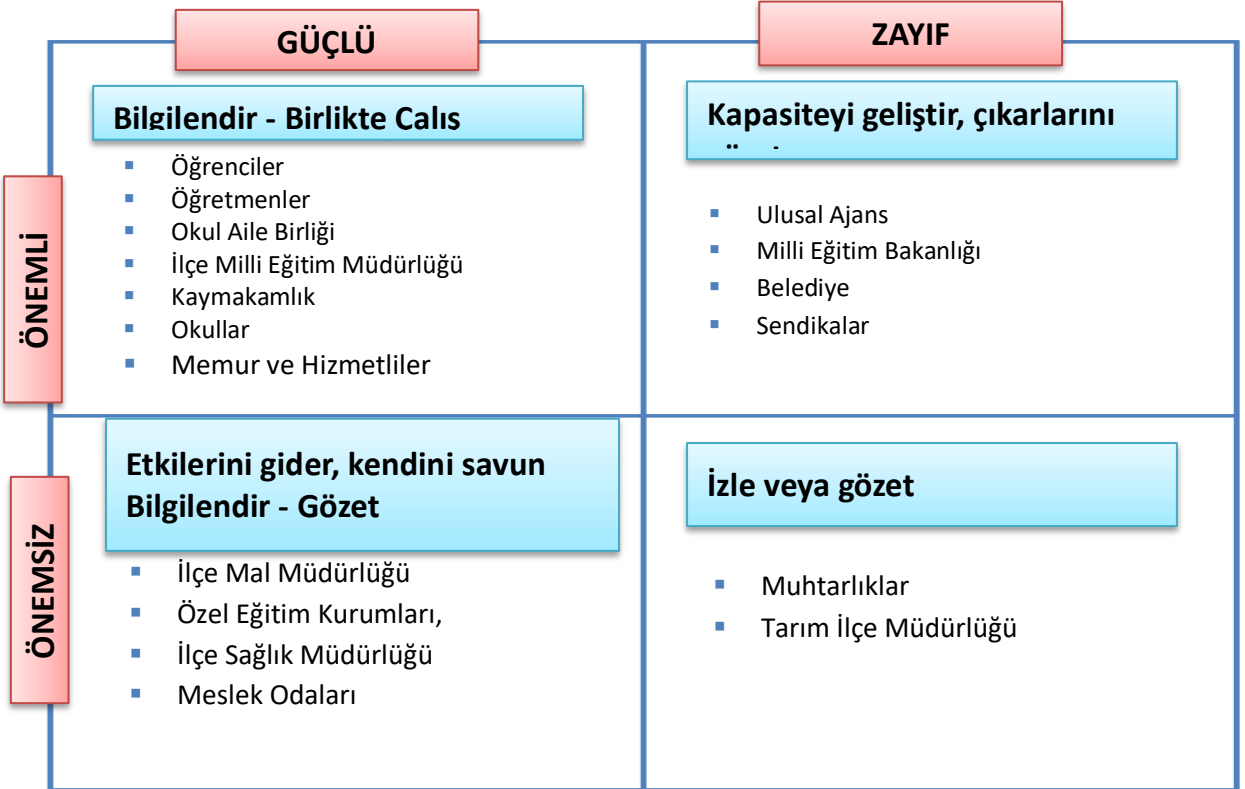 GÜÇLÜ
ZAYIF
ÖNEMLİ
Bilgilendir - Birlikte Calıs
Öğrenciler
Öğretmenler
Okul Aile Birliği
İlçe Milli Eğitim Müdürlüğü
Kaymakamlık
Okullar
Memur ve Hizmetliler
Kapasiteyi geliştir, çıkarlarını
Ulusal Ajans
Milli Eğitim Bakanlığı
Belediye
Sendikalar
ÖNEMSİZ
Etkilerini gider, kendini savun
Bilgilendir - Gözet
İlçe Mal Müdürlüğü
Özel Eğitim Kurumları,
İlçe Sağlık Müdürlüğü
Meslek Odaları
İzle veya gözet
Muhtarlıklar
Tarım İlçe Müdürlüğü